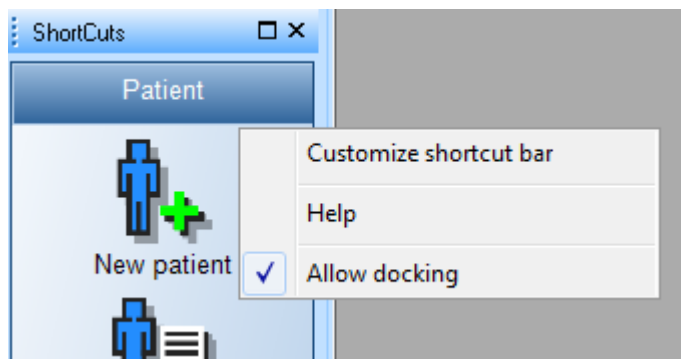 ShortCuts
Patient
Customize shortcut bar
Help
New patient
Allow docking